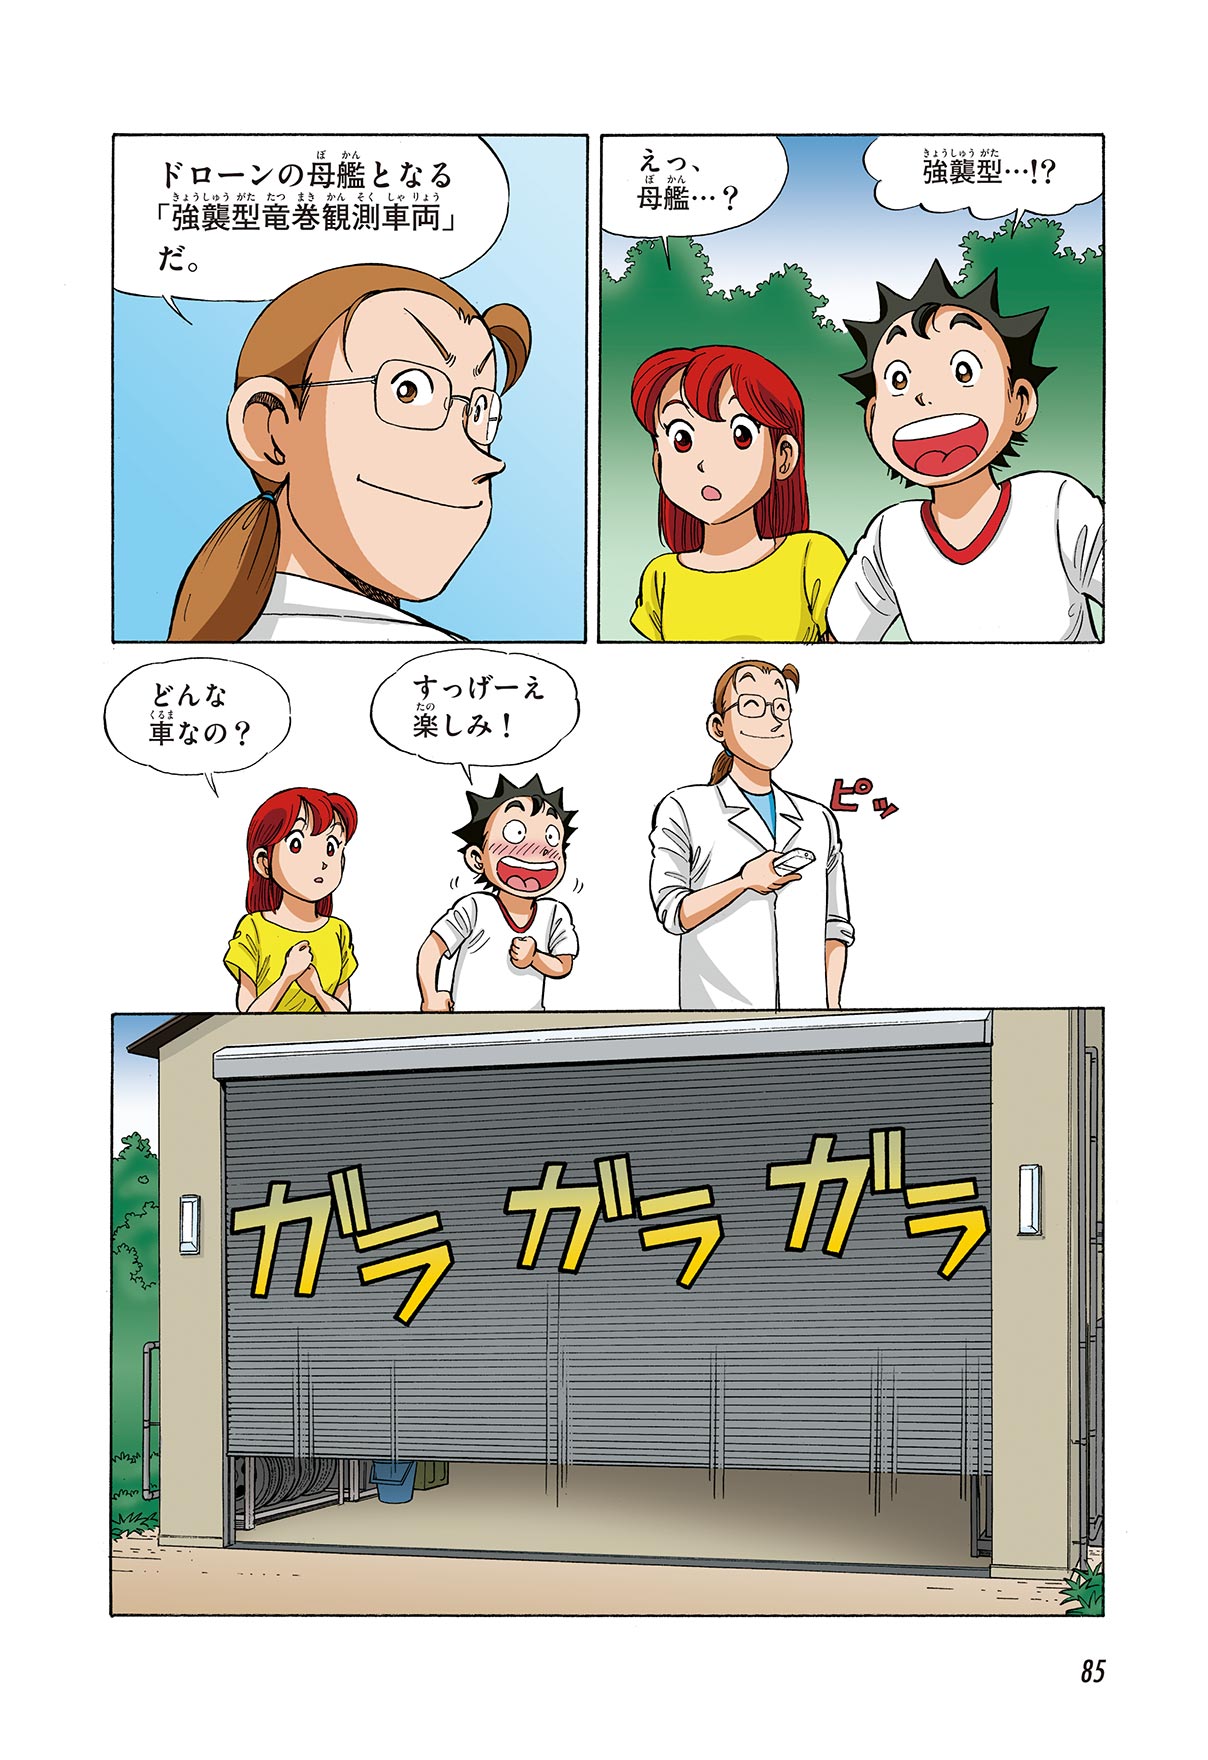 ドローンの母艦となる
「強襲型竜巻観測車両」
だ。
えっ、
母艦…？
強襲型…!?
どんな
車なの？
すっげーえ
楽しみ！
ピッ
ガラガラガラ
85